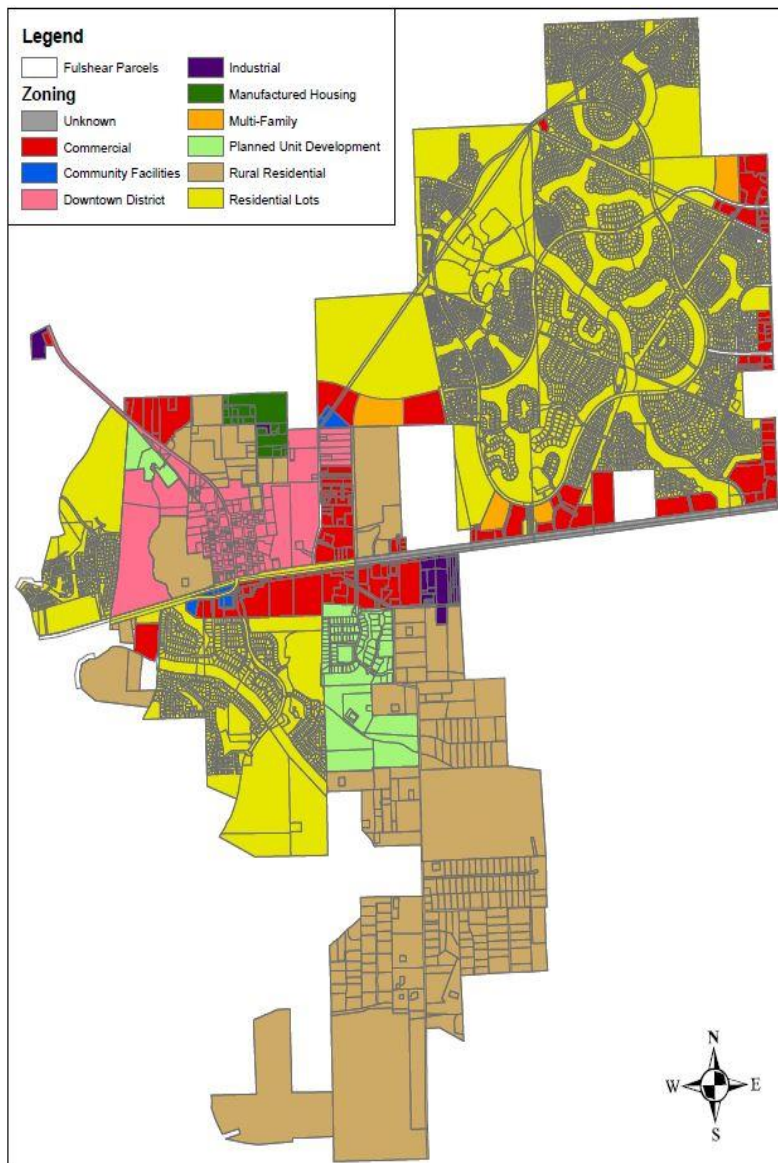 Legend
Fulshear Parcels
Zoning
Unknown
Commercial
Community Facilities
Downtown District
Industrial
Manufactured Housing
Multi-Family
Planned Unit Development
Rural Residential
Residential Lots
N
W E
S